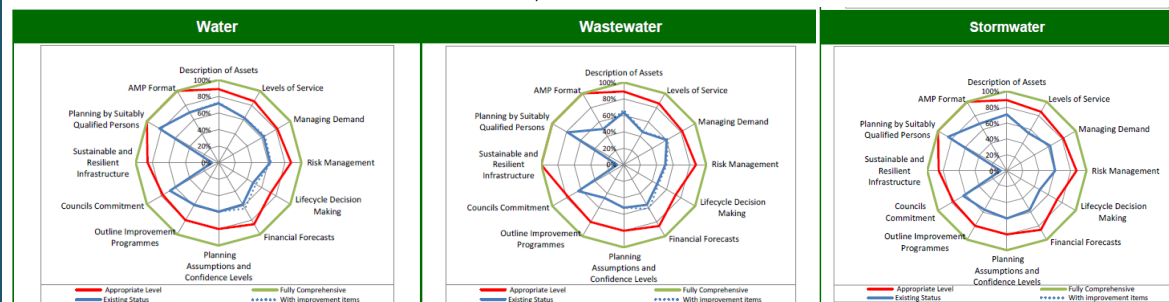 Water
Description of Assets
100%
80%
60%
40%
20%
0%
AMP Format
Levels of Service
Planning by Suitably
Qualified Persons
Managing Demand
Sustainable and
Resilient
Infrastructure
Risk Management
Councils Commitment
Lifecycle Decision
Making
Outline Improvement
Programmes
Financial Forecasts
Planning
Assumptions and
Confidence Levels
Appropriate Level
Fully Comprehensive
Existing Status
With improvement items
Wastewater
Description of Assets
100%
80%
60%
40%
20%
0%
AMP Format
Levels of Service
Planning by Suitably
Qualified Persons
Managing Demand
Sustainable and
Resilient
Infrastructure
Risk Management
Councils Commitment
Lifecycle Decision
Making
Outline Improvement
Programmes
Financial Forecasts
Planning
Assumptions and
Confidence Levels
Appropriate Level
Fully Comprehensive
Existing Status
With improvement items
Stormwater
Description of Assets
100%
80%
60%
40%
20%
0%
AMP Format
Levels of Service
Planning by Suitably
Qualified Persons
Managing Demand
Sustainable and
Resilient
Infrastructure
Risk Management
Councils
Commitment
Lifecycle Decision
Making
Outline Improvement
Programmes
Financial Forecasts
Planning
Assumptions and
Confidence Levels
Appropriate Level
Fully Comprehensive
Existing Status
With improvement items